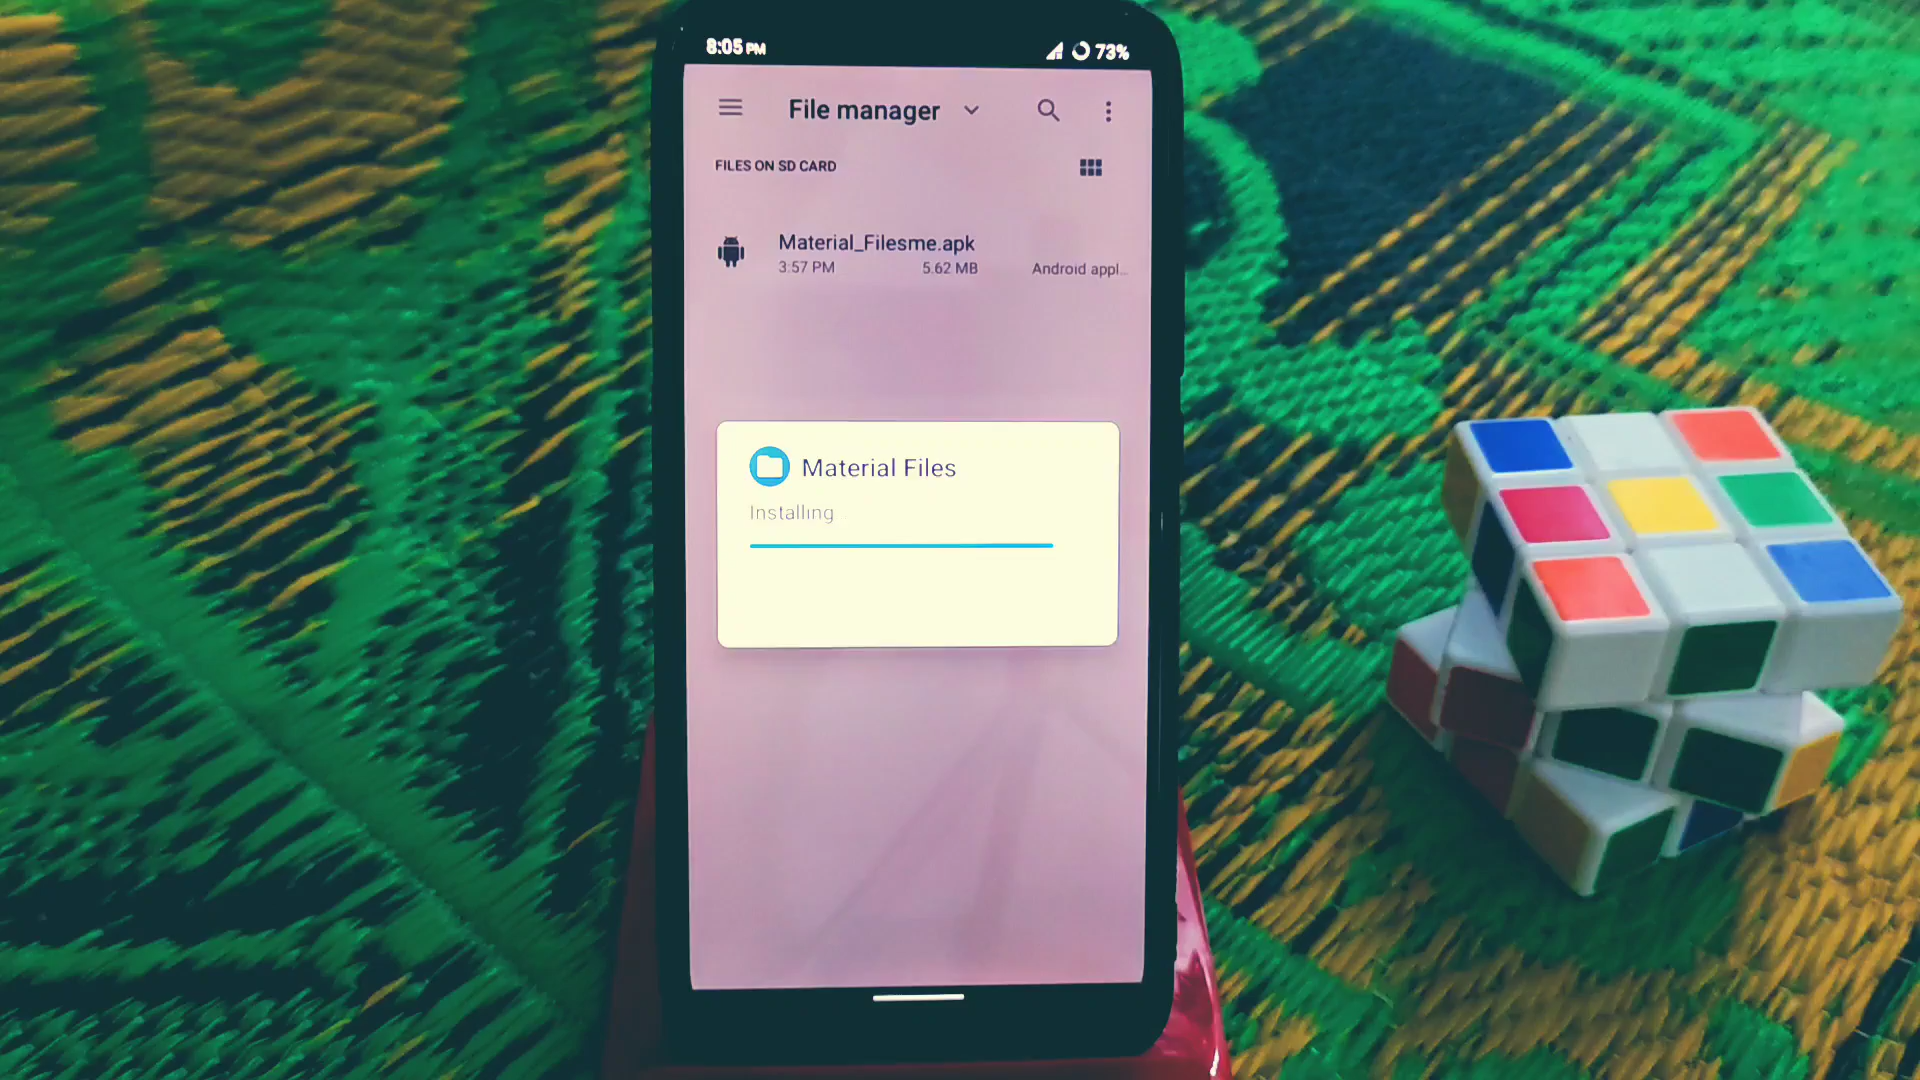 8:05 PM 73%
File manager
FILES ON SD CARD
Material_Filesme.apk
3:57 PM 5.62 MB Android appl...
Material Files
Installing